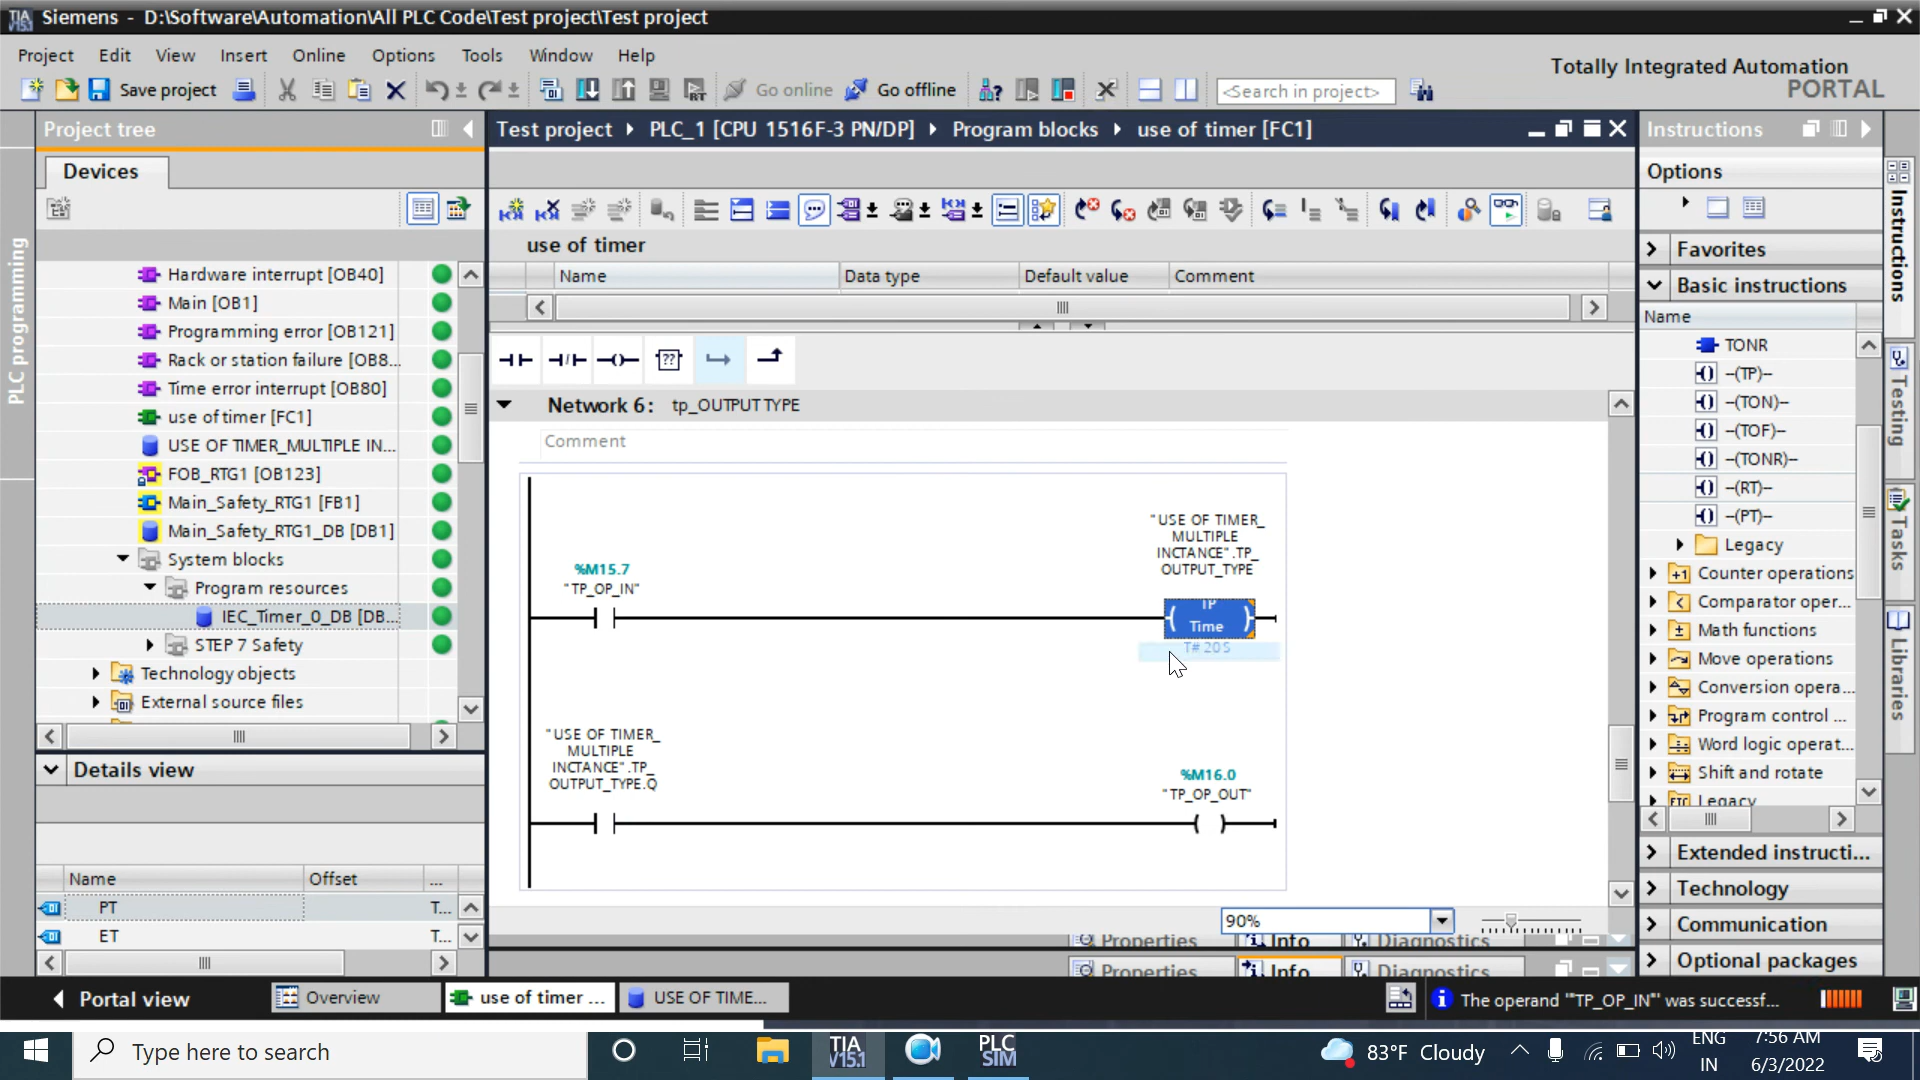 TIA
V15.1
Siemens - D:\Software\Automation\All PLC Code\Test project\Test project
Project Edit View Insert Online Options Tools Window Help
Totally Integrated Automation
PORTAL
Save project
Go online
Go offline
<Search in project>
Project tree
Test project PLC_1 [CPU 1516F-3 PN/DP] Program blocks use of timer [FC1]
Instructions
Devices
Options
use of timer
Name Data type Default value Comment
Favorites
Basic instructions
Name
PLC programming
Hardware interrupt [OB40]
Main [OB1]
Programming error [OB121]
Rack or station failure [OB8...
Time error interrupt [OB80]
use of timer [FC1]
USE OF TIMER_MULTIPLE IN...
FOB_RTG1 [OB123]
Main_Safety_RTG1 [FB1]
Main_Safety_RTG1_DB [DB1]
System blocks
Program resources
IEC_Timer_0_DB [DB...
STEP 7 Safety
Technology objects
External source files
Details view
Name Offset ...
PT T...
ET T...
??
Network 6: tp_OUTPUT TYPE
Comment
%M15.7
"TP_OP_IN"
"USE OF TIMER_
MULTIPLE
INCTANCE".TP_
OUTPUT_TYPE
TP
Time
T# 20S
"USE OF TIMER_
MULTIPLE
INCTANCE".TP_
OUTPUT_TYPE.Q
%M16.0
"TP_OP_OUT"
90%
Properties Info Diagnostics
Properties Info Diagnostics
TONR
-(TP)-
-(TON)-
-(TOF)-
-(TONR)-
-(RT)-
-(PT)-
Legacy
Counter operations
Comparator oper...
Math functions
Move operations
Conversion opera...
Program control ...
Word logic operat...
Shift and rotate
Legacy
Extended instructi...
Technology
Communication
Optional packages
Instructions
Testing
Tasks
Libraries
Portal view
Overview
use of timer ...
USE OF TIME...
The operand '"TP_OP_IN"' was successf...
Type here to search
TIA
V15.1
PLC
SIM
83°F Cloudy
ENG
IN
7:56 AM
6/3/2022